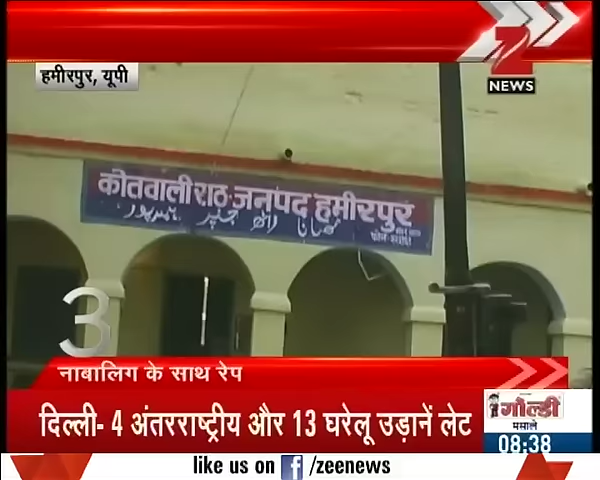 Z
NEWS
हमीरपुर, यूपी
कोतवाली राठ-जनपद हमीरपुर
3
नाबालिग के साथ रेप
दिल्ली- 4 अंतरराष्ट्रीय और 13 घरेलू उड़ानें लेट
गोल्डी
मसाले
08:38
like us on f /zeenews